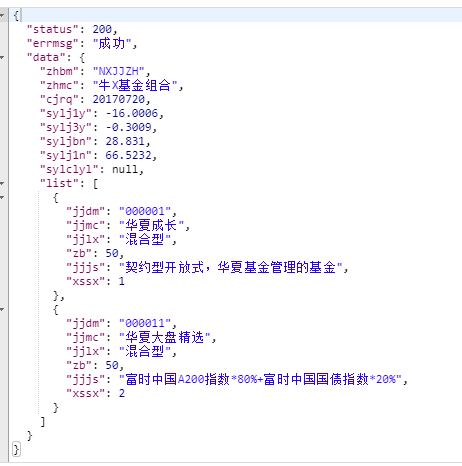 {
"status": 200,
"errmsg": "成功",
"data": {
"zhbm": "NXJJZH",
"zhmc": "牛X基金组合",
"cjrq": 20170720,
"sylj1y": -16.0006,
"sylj3y": -0.3009,
"syljbn": 28.831,
"sylj1n": 66.5232,
"sylclyl": null,
"list": [
{
"jjdm": "000001",
"jjmc": "华夏成长",
"jjlx": "混合型",
"zb": 50,
"jjjs": "契约型开放式，华夏基金管理的基金",
"xssx": 1
},
{
"jjdm": "000011",
"jjmc": "华夏大盘精选",
"jjlx": "混合型",
"zb": 50,
"jjjs": "富时中国A200指数*80%+富时中国国债指数*20%",
"xssx": 2
}
]
}
}